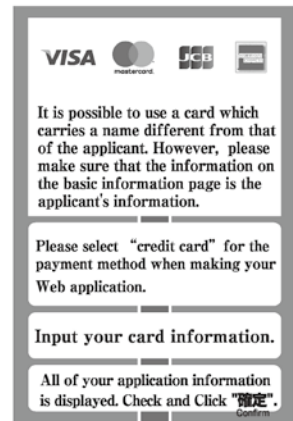 VISA
mastercard.
JCB
It is possible to use a card which
carries a name different from that
of the applicant. However, please
make sure that the information on
the basic information page is the
applicant's information.
Please select “credit card” for the
payment method when making your
Web application.
Input your card information.
All of your application information
is displayed. Check and Click "確定".
Confirm